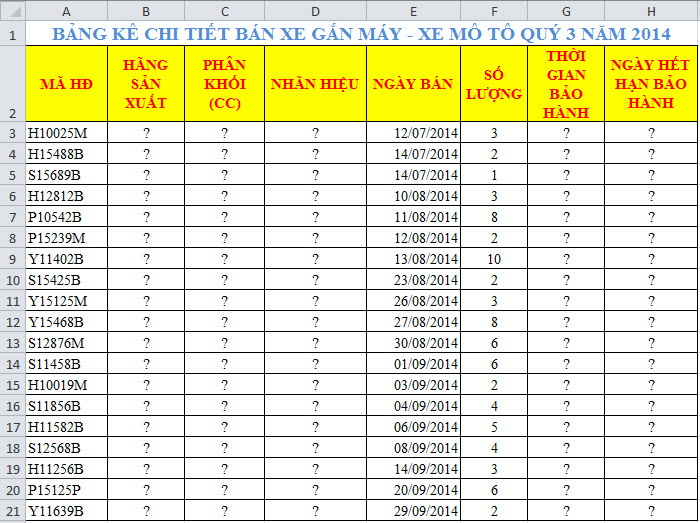 A B C D E F G H
1 BẢNG KÊ CHI TIẾT BÁN XE GẮN MÁY - XE MÔ TÔ QUÝ 3 NĂM 2014
2 MÃ HĐ HÃNG SẢN XUẤT PHÂN KHỐI (CC) NHÃN HIỆU NGÀY BÁN SỐ LƯỢNG THỜI GIAN BẢO HÀNH NGÀY HẾT HẠN BẢO HÀNH
3 H10025M ? ? ? 12/07/2014 3 ? ?
4 H15488B ? ? ? 14/07/2014 2 ? ?
5 S15689B ? ? ? 14/07/2014 1 ? ?
6 H12812B ? ? ? 10/08/2014 3 ? ?
7 P10542B ? ? ? 11/08/2014 8 ? ?
8 P15239M ? ? ? 12/08/2014 2 ? ?
9 Y11402B ? ? ? 13/08/2014 10 ? ?
10 S15425B ? ? ? 23/08/2014 2 ? ?
11 Y15125M ? ? ? 26/08/2014 3 ? ?
12 Y15468B ? ? ? 27/08/2014 8 ? ?
13 S12876M ? ? ? 30/08/2014 6 ? ?
14 S11458B ? ? ? 01/09/2014 6 ? ?
15 H10019M ? ? ? 03/09/2014 2 ? ?
16 S11856B ? ? ? 04/09/2014 4 ? ?
17 H11582B ? ? ? 06/09/2014 5 ? ?
18 S12568B ? ? ? 08/09/2014 4 ? ?
19 H11256B ? ? ? 14/09/2014 3 ? ?
20 P15125P ? ? ? 20/09/2014 6 ? ?
21 Y11639B ? ? ? 29/09/2014 2 ? ?